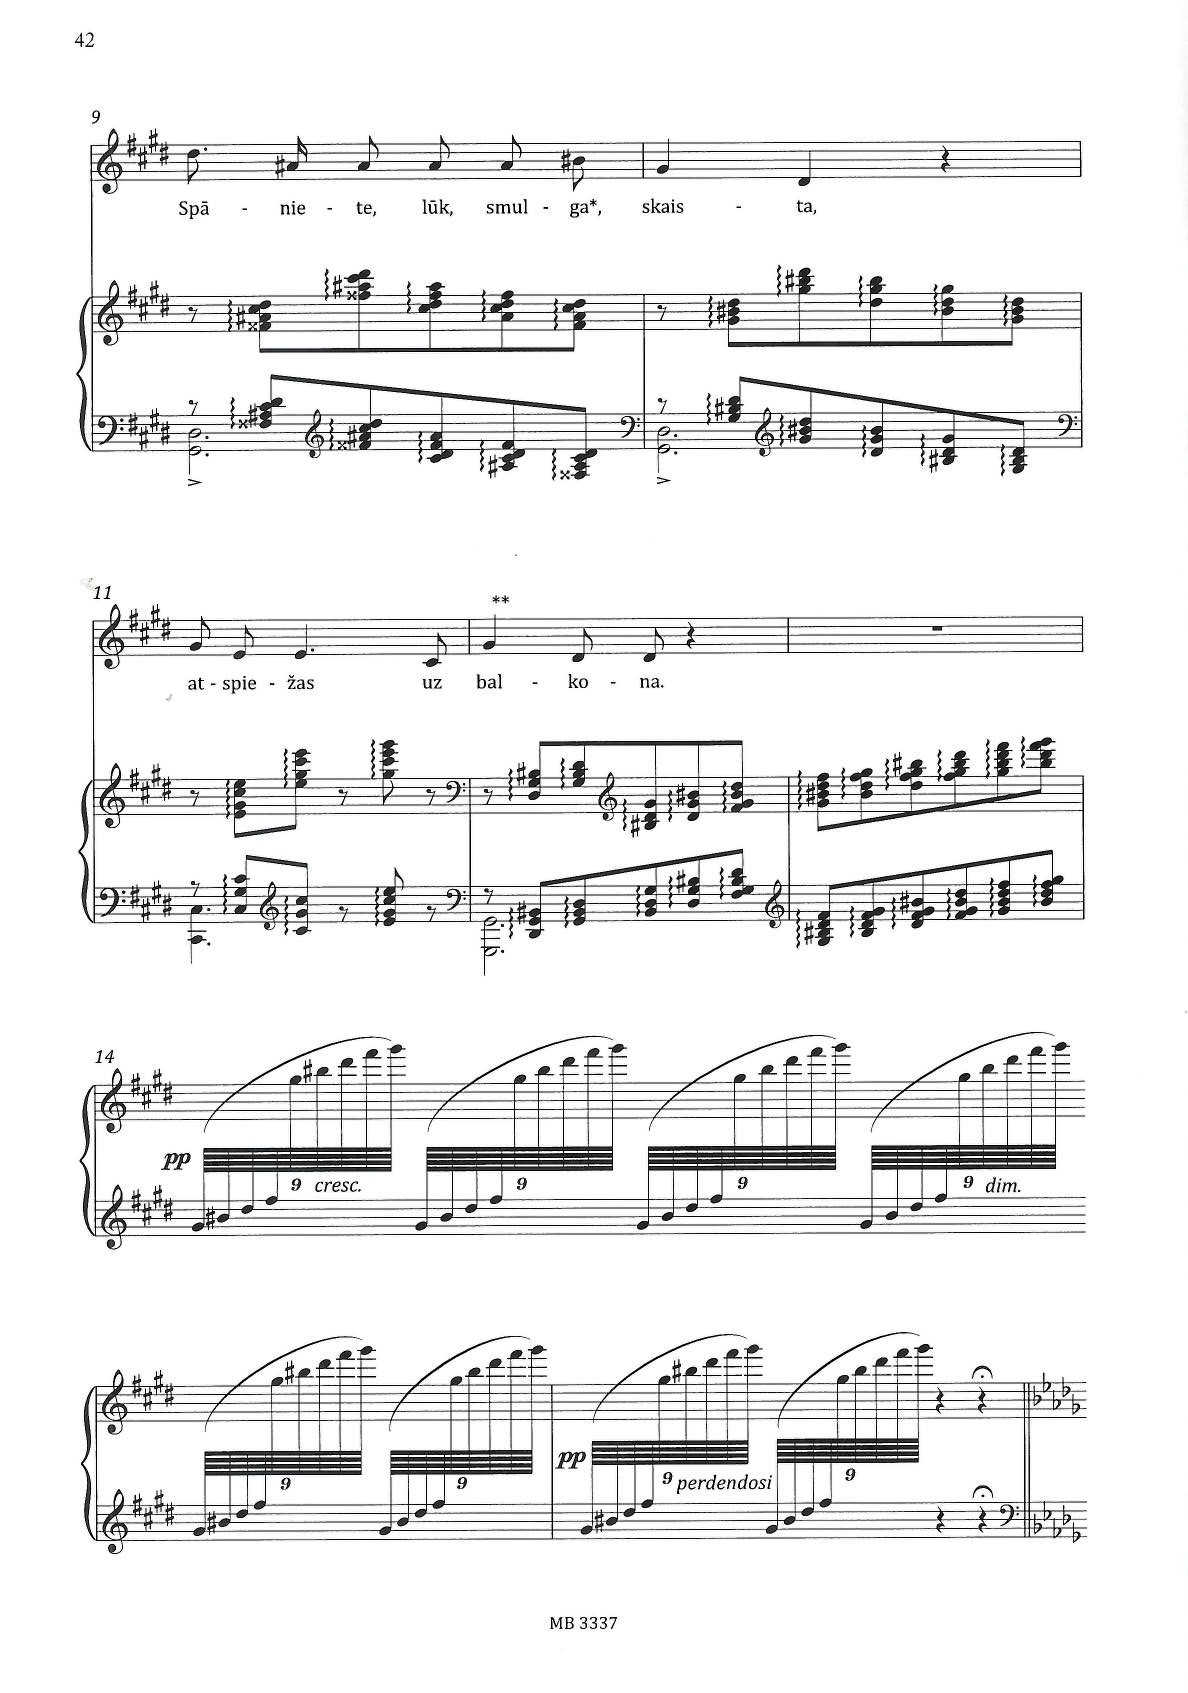 42
9
Spā - nie - te, lūk, smul - ga*, skais - ta,
11
**
at - spie - žas uz bal - ko - na.
14
pp
9 cresc. 9 9 9 dim.
pp
9 9 9 perdendosi 9
MB 3337